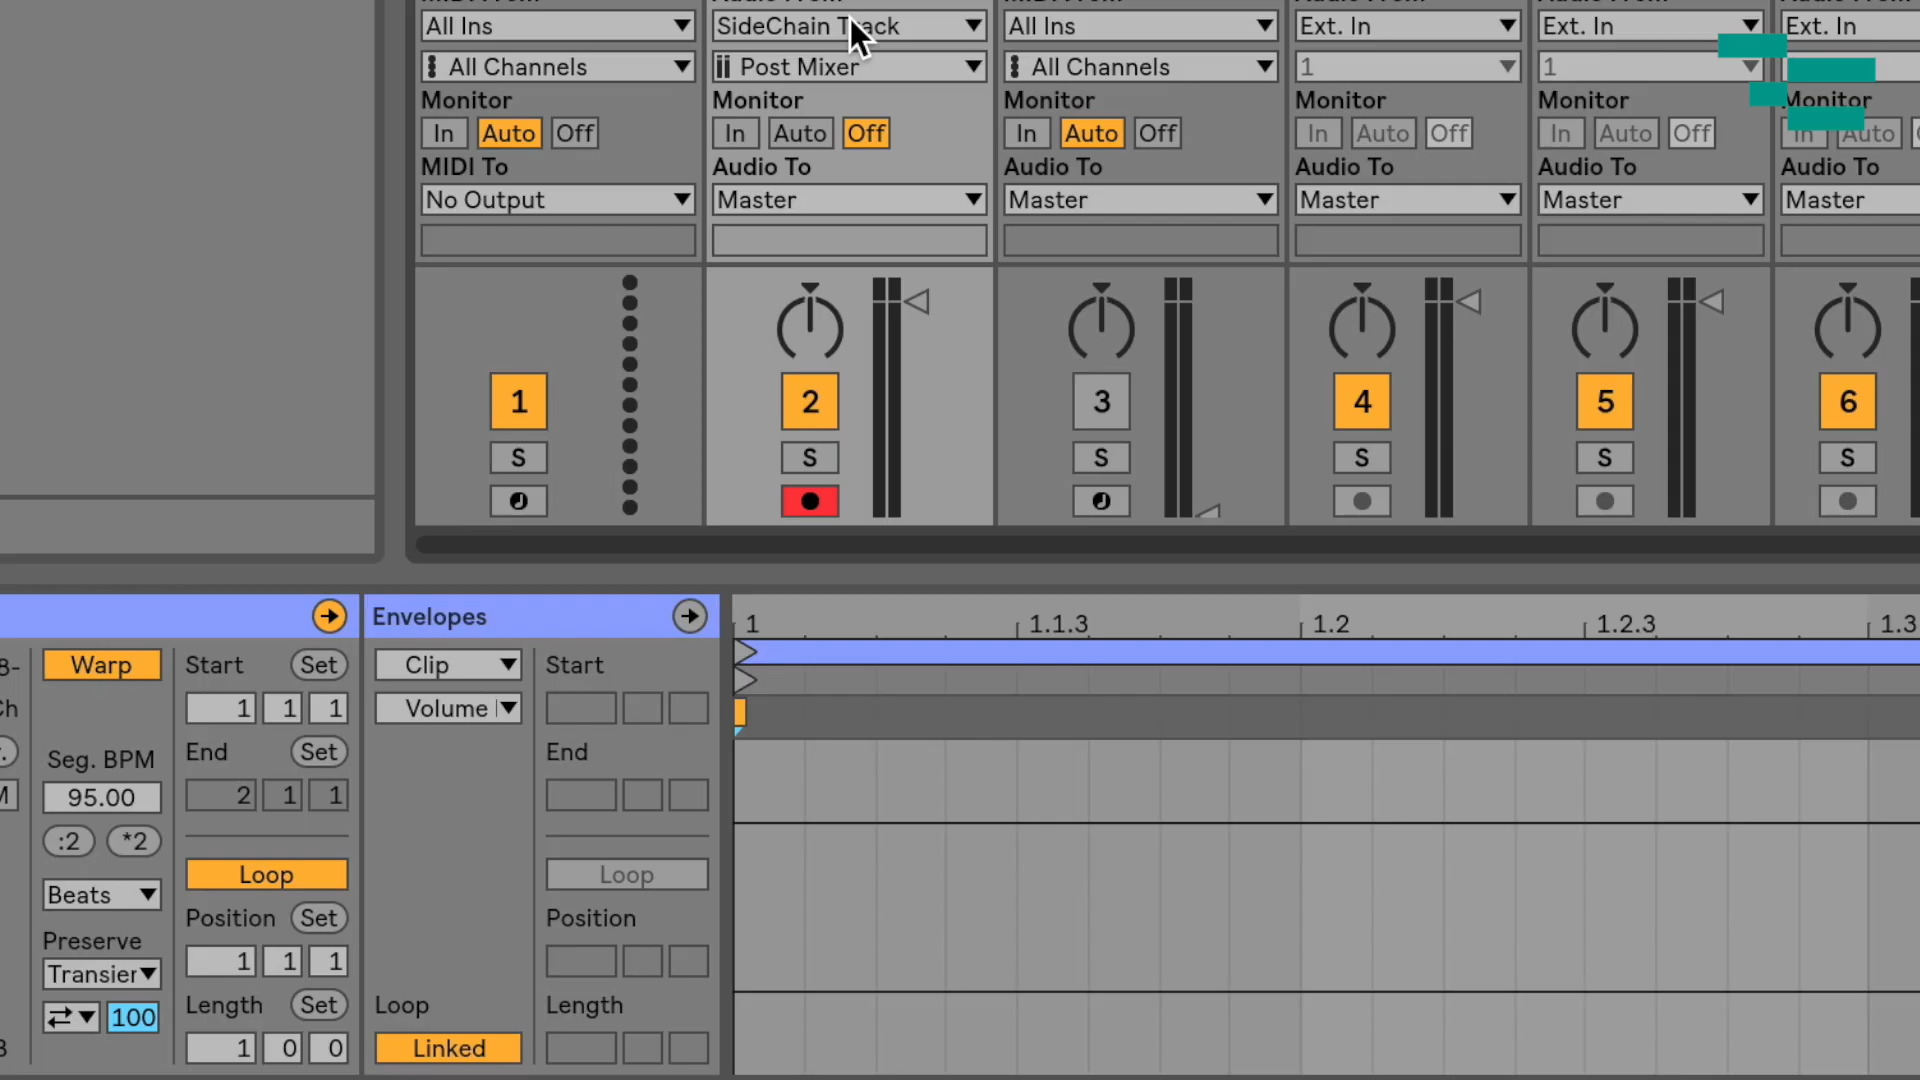 All Ins SideChain Track All Ins Ext. In Ext. In Ext. In
All Channels Post Mixer All Channels 1 1
Monitor Monitor Monitor Monitor Monitor Monitor
In Auto Off In Auto Off In Auto Off In Auto Off In Auto Off In Auto
MIDI To Audio To Audio To Audio To Audio To Audio To
No Output Master Master Master Master Master
1 2 3 4 5 6
S S S S S S
Envelopes 1 1.1.3 1.2 1.2.3 1.3
Warp Start Set Clip Start
1 1 1 Volume
Seg. BPM End Set End
95.00 2 1 1
:2 *2
Loop Loop
Beats Position Set Position
Preserve 1 1 1
Transier
Length Set Loop Length
100
1 0 0 Linked